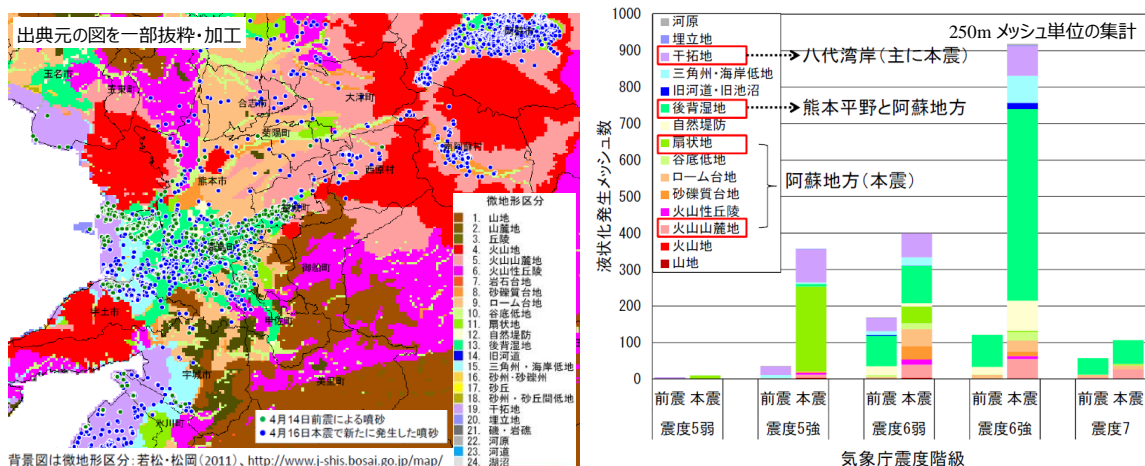 出典元の図を一部抜粋・加工
玉名市
玉東町
合志市
大津町
菊陽町
阿蘇市
南阿蘇村
西原村
熊本市
益城町
嘉島町
御船町
宇土市
甲佐町
宇城市
美里町
氷川町
微地形区分
1. 山地
2. 山麓地
3. 丘陵
4. 火山地
5. 火山山麓地
6. 火山性丘陵
7. 岩石台地
8. 砂礫質台地
9. ローム台地
10. 谷底低地
11. 扇状地
12. 自然堤防
13. 後背湿地
14. 旧河道
15. 三角州・海岸低地
16. 砂州・砂礫州
17. 砂丘
18. 砂州・砂丘間低地
19. 干拓地
20. 埋立地
21. 磯・岩礁
22. 河原
23. 河道
24. 湖沼
4月14日前震による噴砂
4月16日本震で新たに発生した噴砂
背景図は微地形区分:若松・松岡(2011)、http://www.j-shis.bosai.go.jp/map/
250m メッシュ単位の集計
液状化発生メッシュ数
1000
900
800
700
600
500
400
300
200
100
0
河原
埋立地
干拓地
八代湾岸(主に本震)
三角州・海岸低地
旧河道・旧池沼
後背湿地
熊本平野と阿蘇地方
自然堤防
扇状地
谷底低地
ローム台地
阿蘇地方(本震)
砂礫質台地
火山性丘陵
火山山麓地
火山地
山地
前震 本震 前震 本震 前震 本震 前震 本震 前震 本震
震度5弱 震度5強 震度6弱 震度6強 震度7
気象庁震度階級